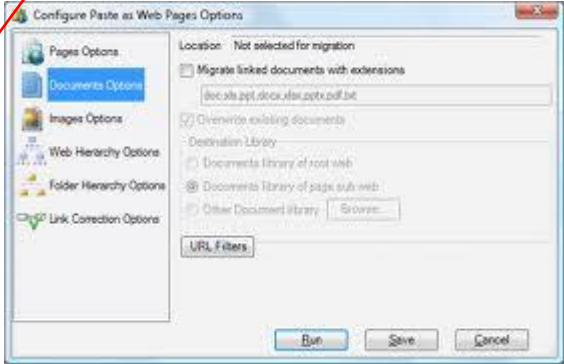 Configure Paste as Web Pages Options
Pages Options
Documents Options
Images Options
Web Hierarchy Options
Folder Hierarchy Options
Link Correction Options
Location Not selected for migration
Migrate linked documents with extensions
doc,xls,ppt,docx,xlsx,pptx,pdf,txt
Overwrite existing documents
Destination Library
Documents library of root web
Documents library of page sub web
Other Document library Browse...
URL Filters
Run Save Cancel